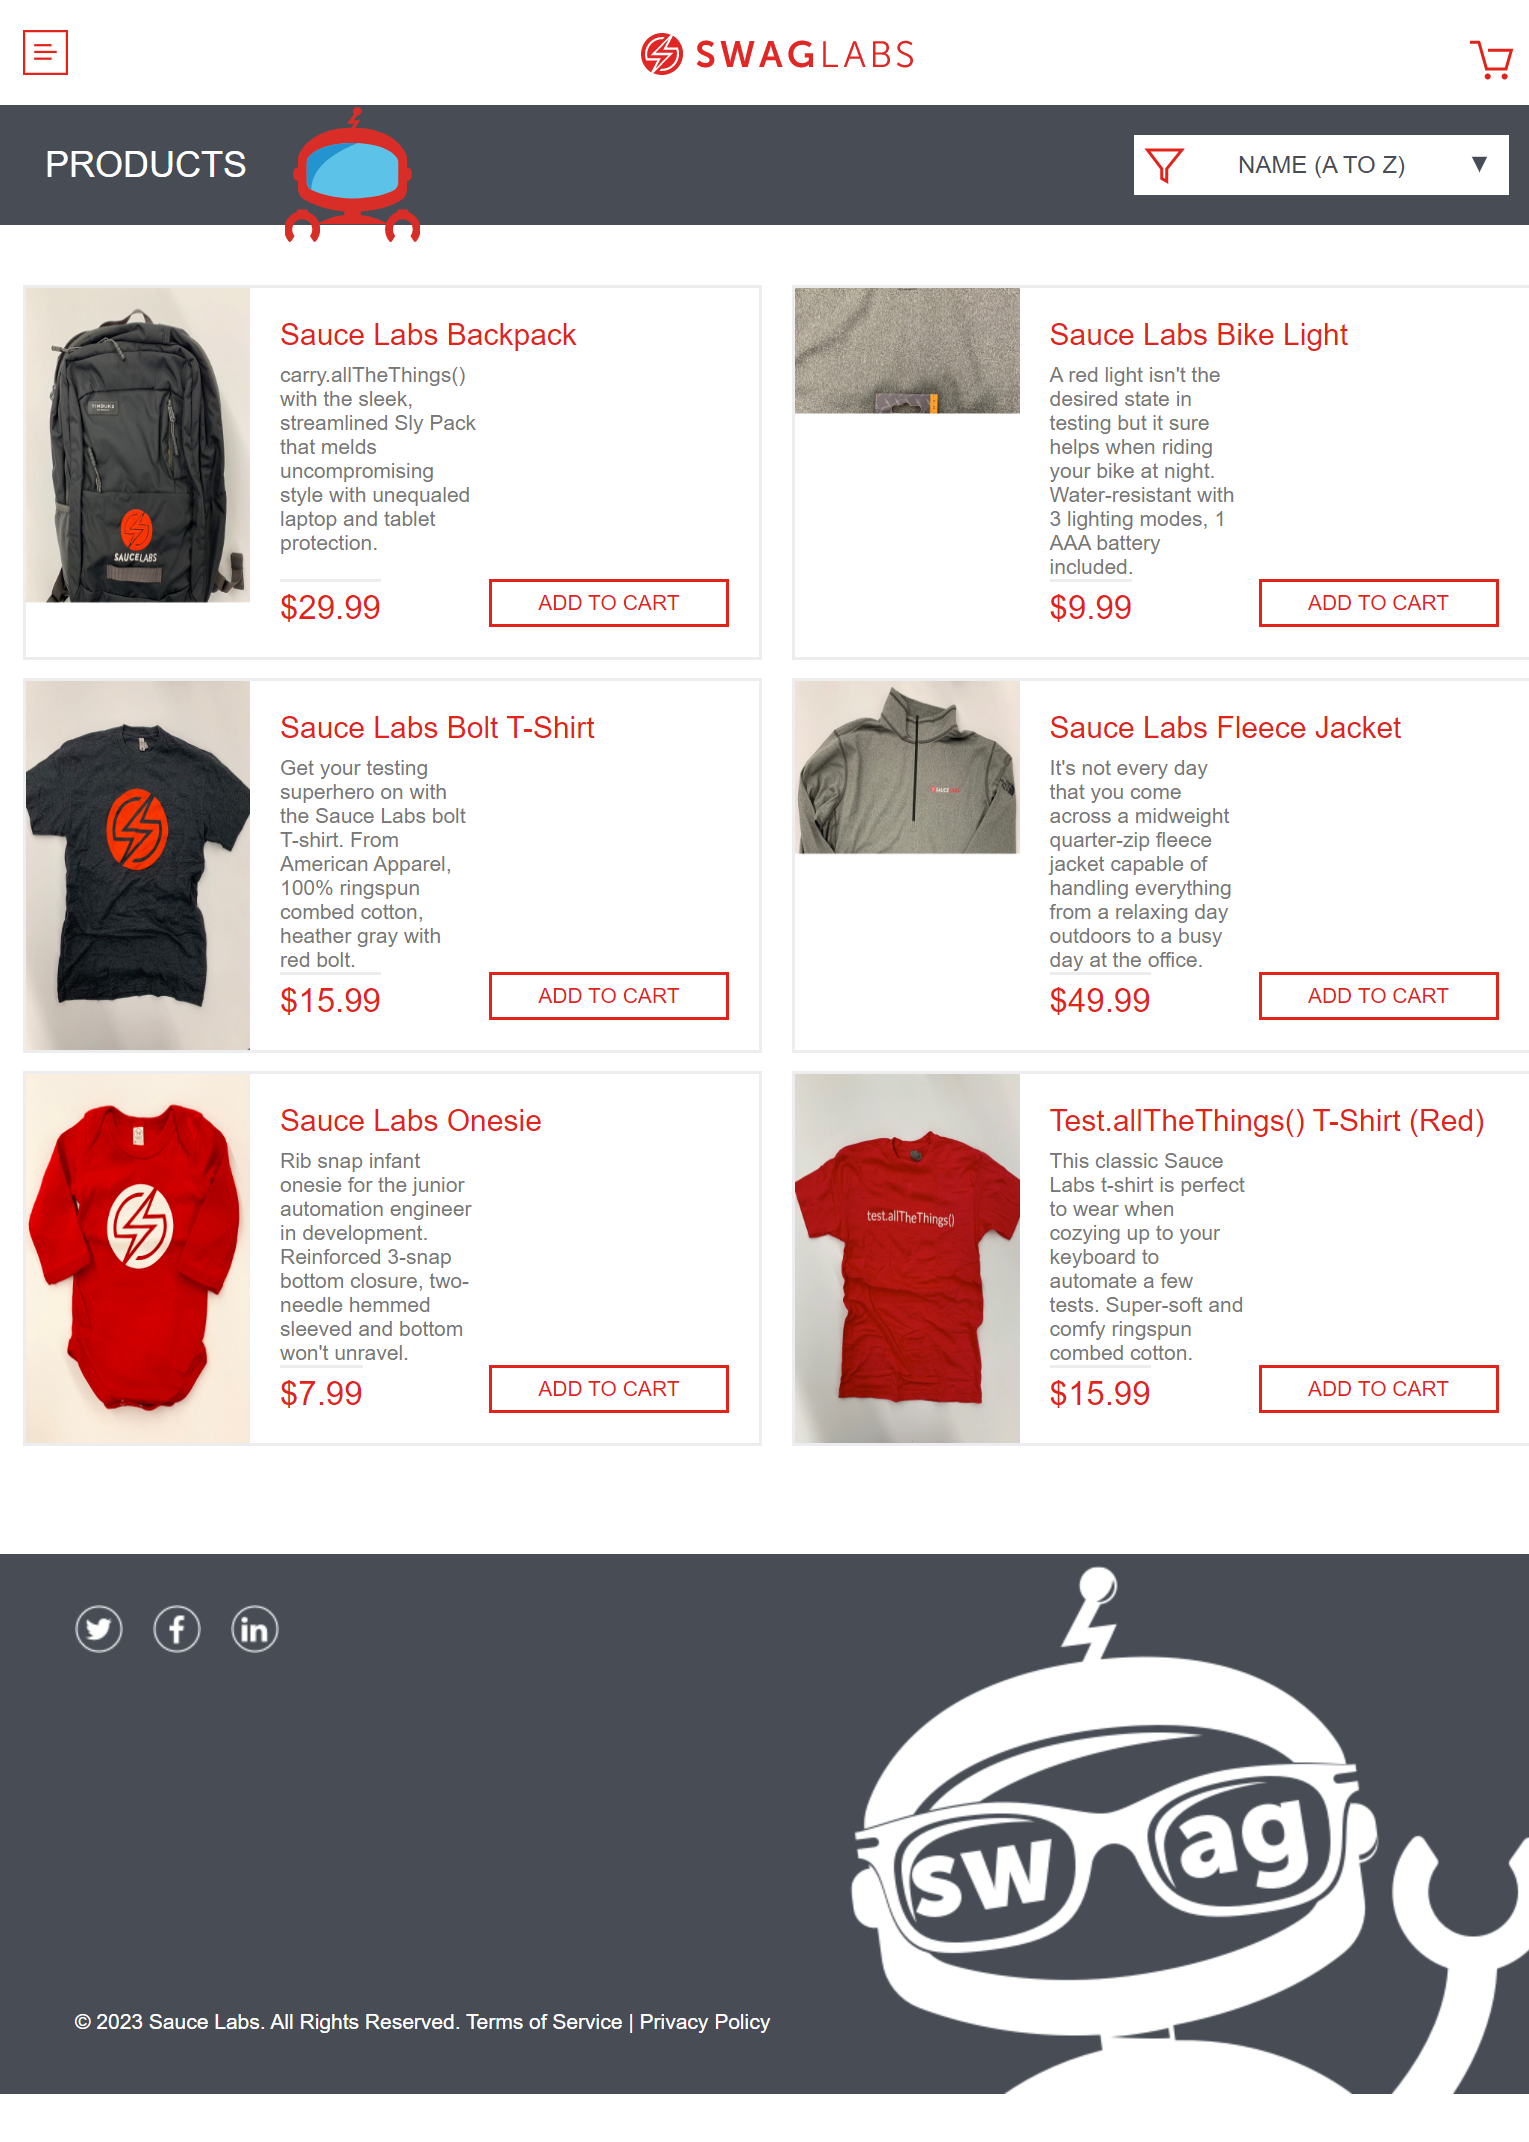 SWAGLABS
PRODUCTS
NAME (A TO Z)
TIMBUK2
SAUCELABS
Sauce Labs Backpack
carry.allTheThings()
with the sleek,
streamlined Sly Pack
that melds
uncompromising
style with unequaled
laptop and tablet
protection.
$29.99
ADD TO CART
Sauce Labs Bike Light
A red light isn't the
desired state in
testing but it sure
helps when riding
your bike at night.
Water-resistant with
3 lighting modes, 1
AAA battery
included.
$9.99
ADD TO CART
Sauce Labs Bolt T-Shirt
Get your testing
superhero on with
the Sauce Labs bolt
T-shirt. From
American Apparel,
100% ringspun
combed cotton,
heather gray with
red bolt.
$15.99
ADD TO CART
SAUCE
Sauce Labs Fleece Jacket
It's not every day
that you come
across a midweight
quarter-zip fleece
jacket capable of
handling everything
from a relaxing day
outdoors to a busy
day at the office.
$49.99
ADD TO CART
Sauce Labs Onesie
Rib snap infant
onesie for the junior
automation engineer
in development.
Reinforced 3-snap
bottom closure, two-
needle hemmed
sleeved and bottom
won't unravel.
$7.99
ADD TO CART
test.allTheThings()
Test.allTheThings() T-Shirt (Red)
This classic Sauce
Labs t-shirt is perfect
to wear when
cozying up to your
keyboard to
automate a few
tests. Super-soft and
comfy ringspun
combed cotton.
$15.99
ADD TO CART
sw ag
© 2023 Sauce Labs. All Rights Reserved. Terms of Service | Privacy Policy